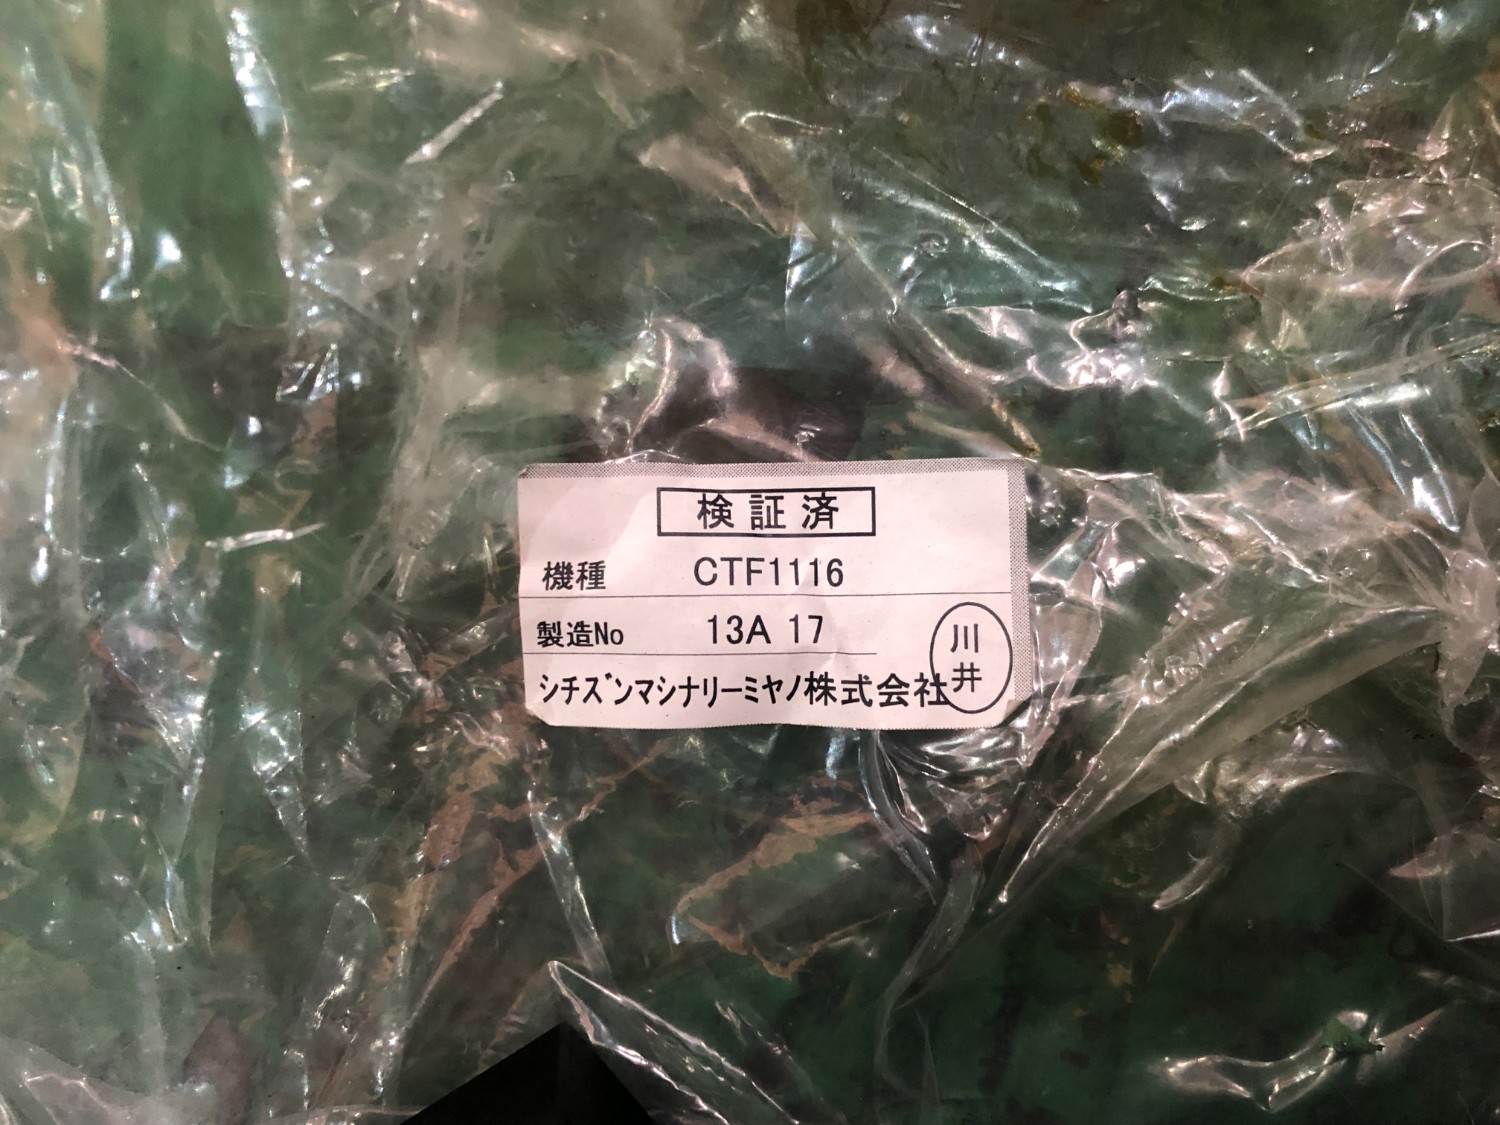 検証済
機種 CTF1116
製造No 13A 17
川井
シチズンマシナリーミヤノ株式会社